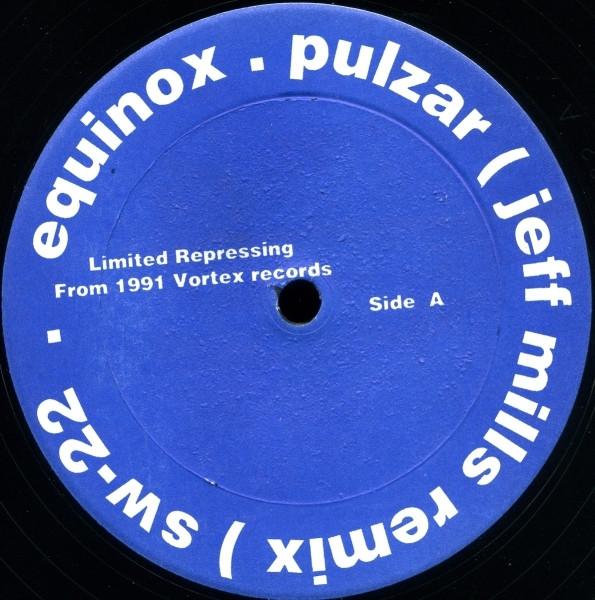 equinox . pulzar ( jeff mills remix ) sw-22 .
Limited Repressing
From 1991 Vortex records
Side A